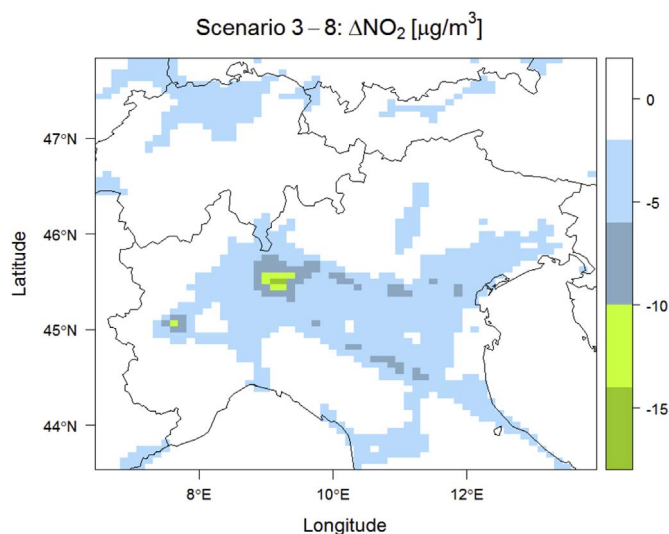 Scenario 3 – 8: ΔNO₂ [μg/m³]
47°N
46°N
45°N
44°N
Latitude
8°E
10°E
12°E
Longitude
0
-5
-10
-15